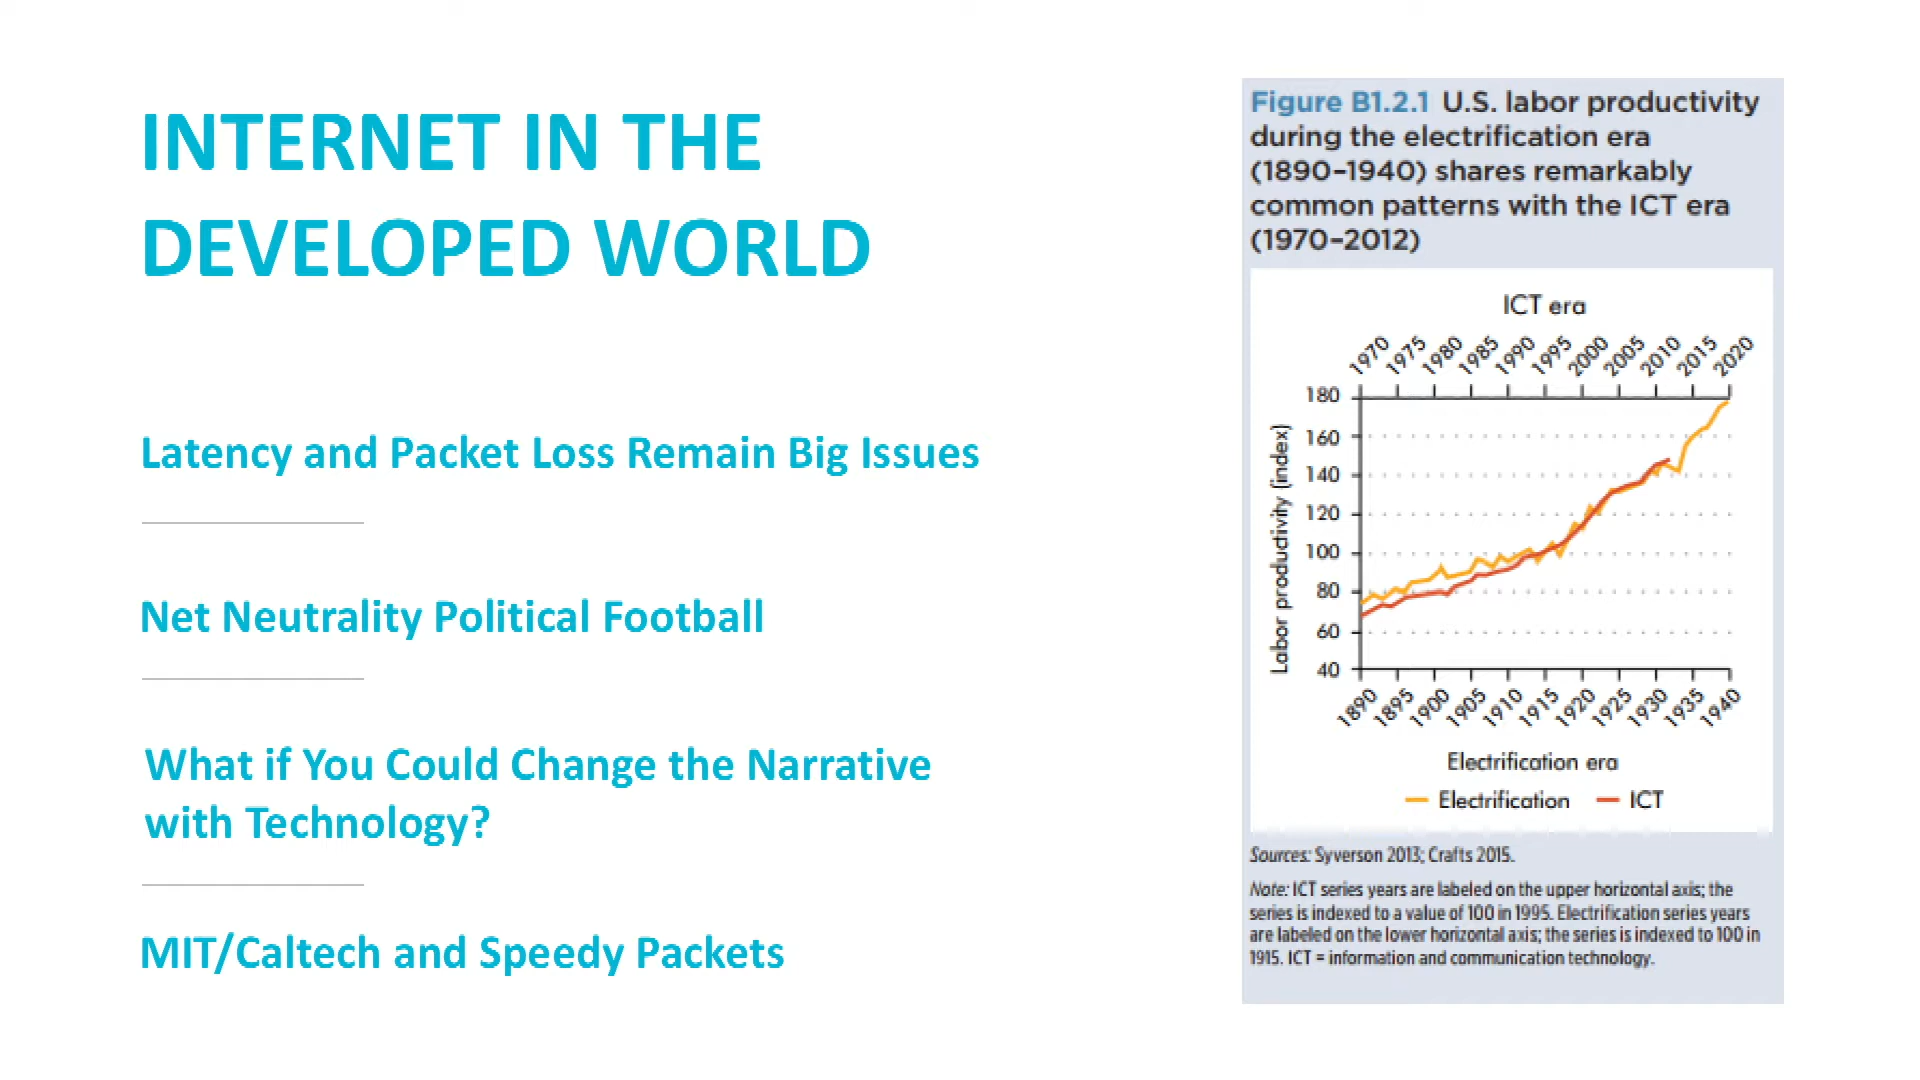 INTERNET IN THE
DEVELOPED WORLD
Latency and Packet Loss Remain Big Issues
Net Neutrality Political Football
What if You Could Change the Narrative
with Technology?
MIT/Caltech and Speedy Packets
Figure B1.2.1 U.S. labor productivity
during the electrification era
(1890–1940) shares remarkably
common patterns with the ICT era
(1970–2012)
ICT era
1970 1975 1980 1985 1990 1995 2000 2005 2010 2015 2020
Labor productivity (index)
180
160
140
120
100
80
60
40
1890 1895 1900 1905 1910 1915 1920 1925 1930 1935 1940
Electrification era
Electrification ICT
Sources: Syverson 2013; Crafts 2015.
Note: ICT series years are labeled on the upper horizontal axis; the
series is indexed to a value of 100 in 1995. Electrification series years
are labeled on the lower horizontal axis; the series is indexed to 100 in
1915. ICT = information and communication technology.